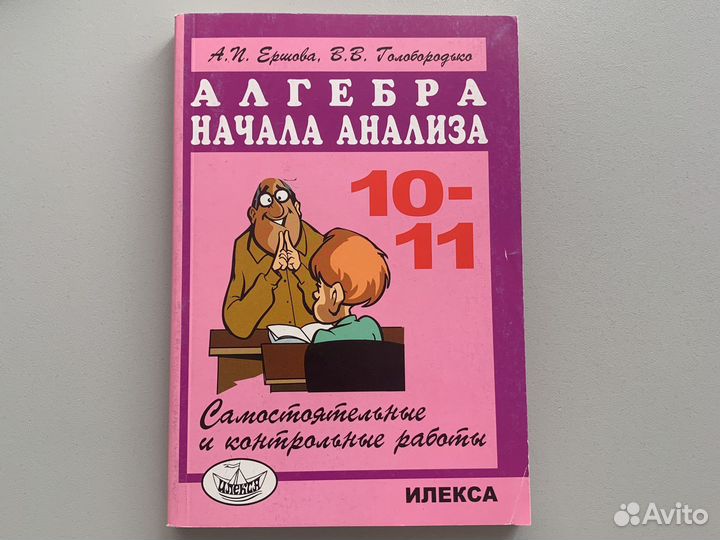 А.П. Ершова, В.В. Голобородько
АЛГЕБРА
НАЧАЛА АНАЛИЗА
10-
11
Самостоятельные
и контрольные работы
ИЛЕКСА
ИЛЕКСА
Avito